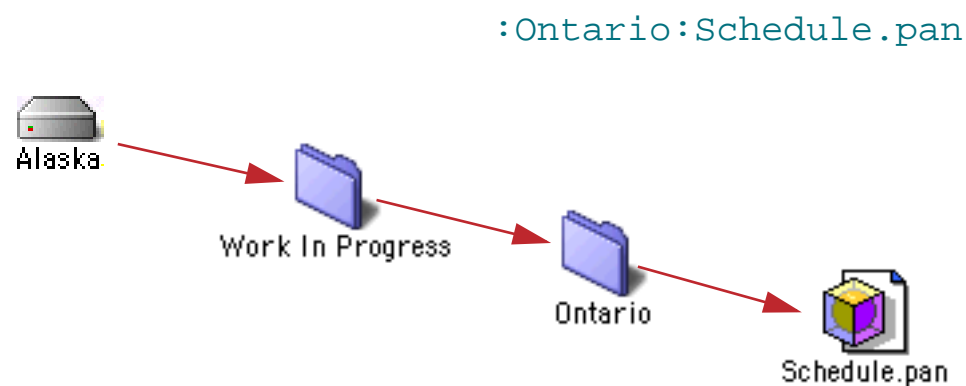 :Ontario:Schedule.pan
Alaska
Work In Progress
Ontario
Schedule.pan